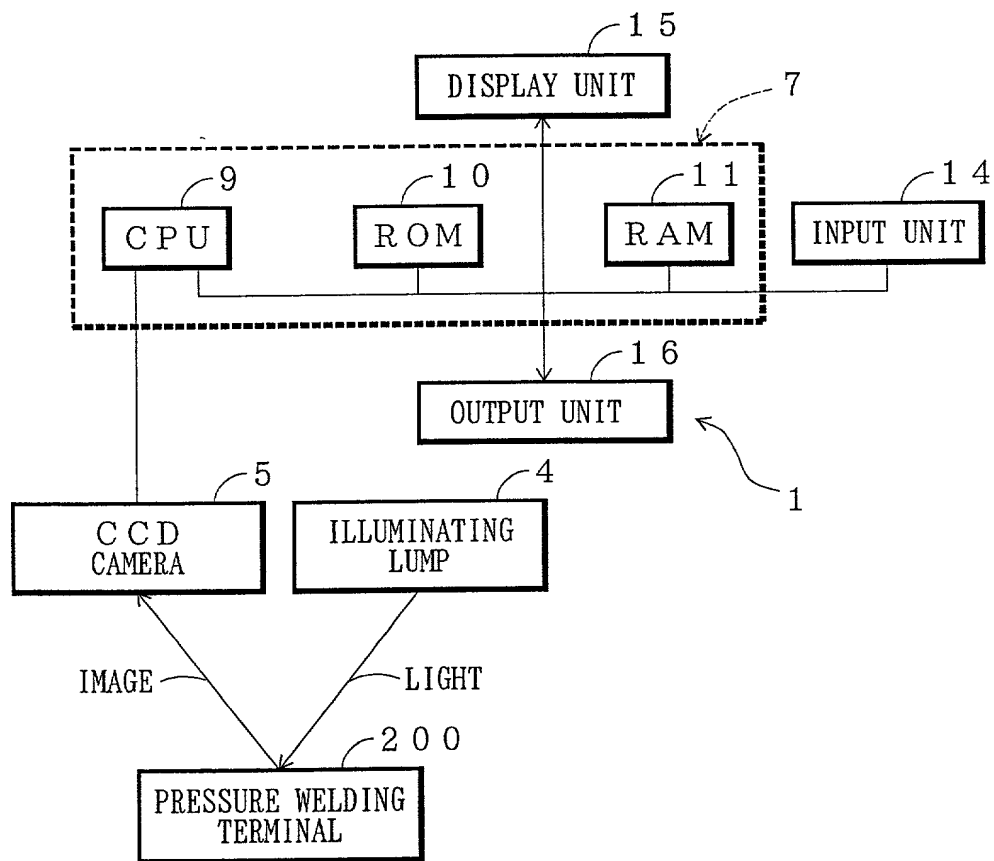 15
DISPLAY UNIT
7
9
10
11
14
CPU
ROM
RAM
INPUT UNIT
16
OUTPUT UNIT
1
5
4
CCD
CAMERA
ILLUMINATING
LUMP
IMAGE
LIGHT
200
PRESSURE WELDING
TERMINAL